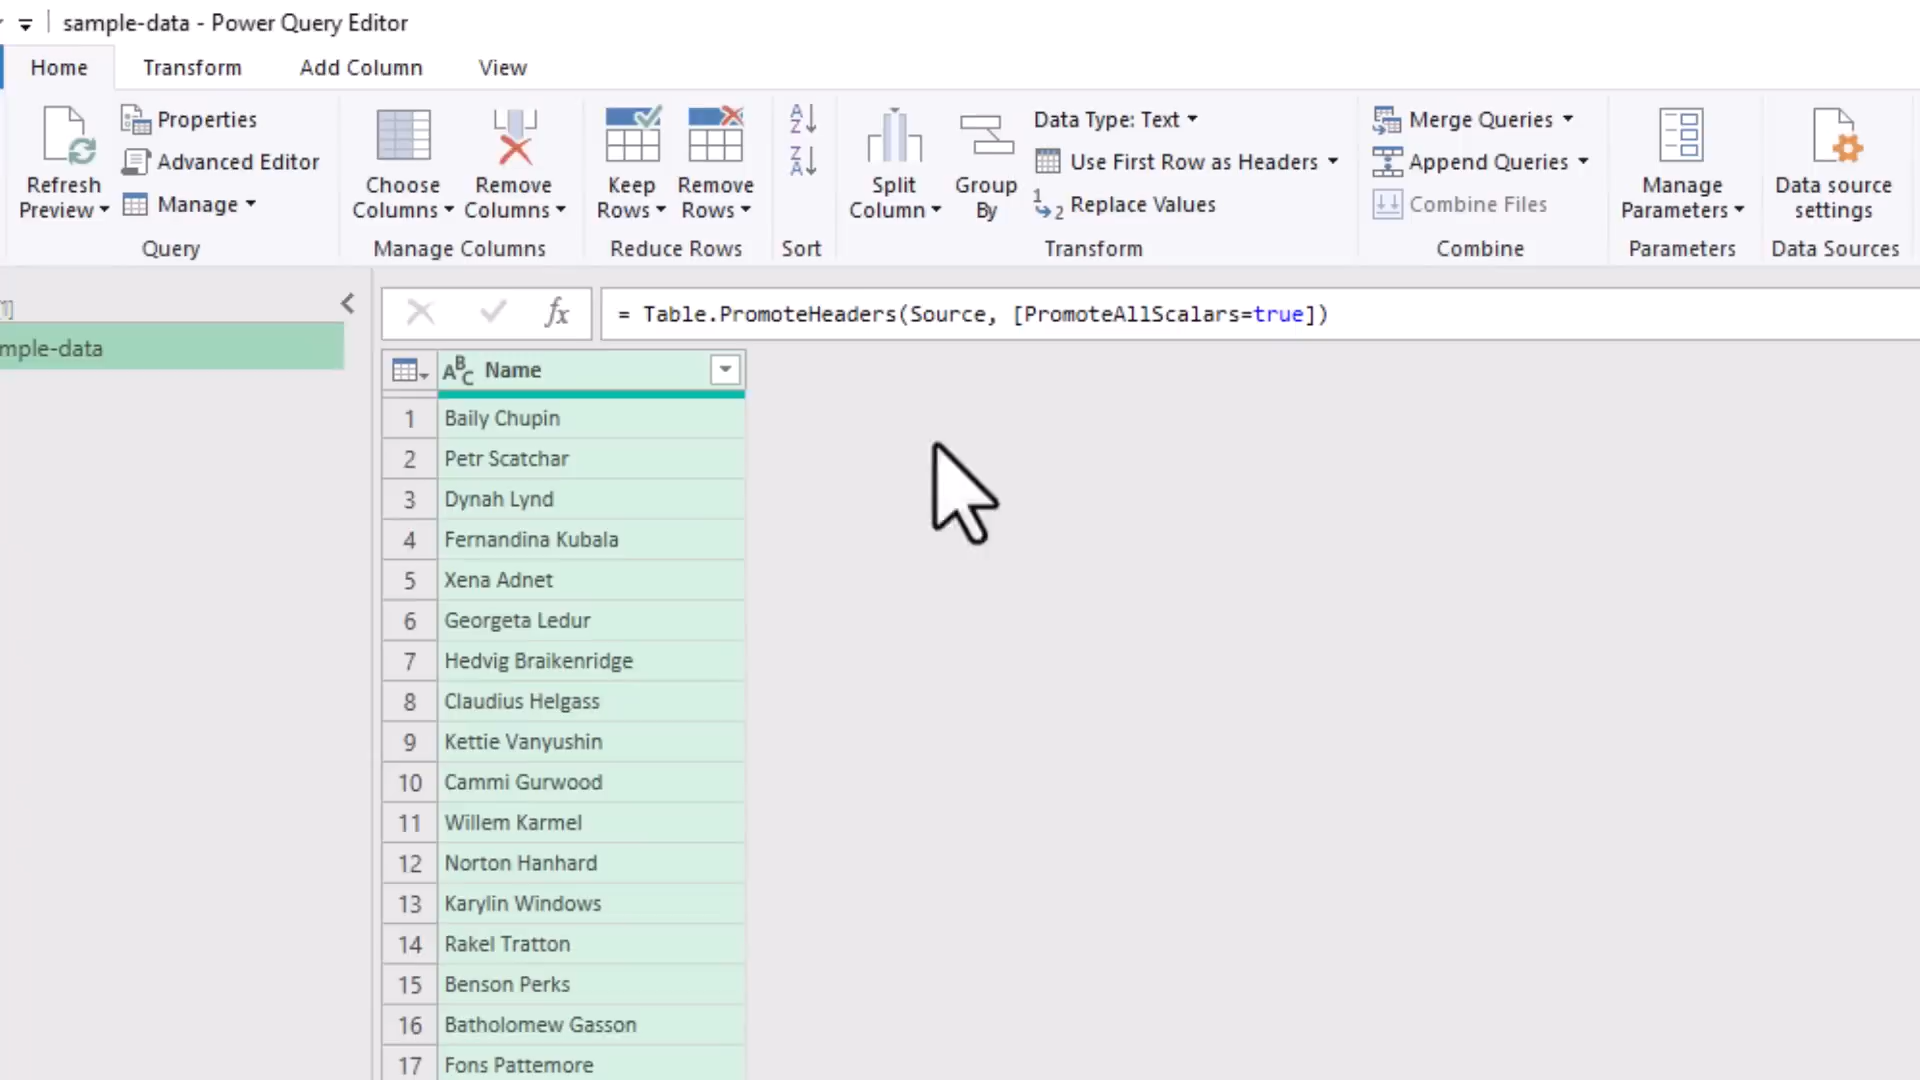 sample-data - Power Query Editor
Home Transform Add Column View
Refresh Preview
Properties
Advanced Editor
Manage
Query
Choose Columns
Remove Columns
Manage Columns
Keep Rows
Remove Rows
Reduce Rows
A Z
Z A
Sort
Split Column
Group By
Data Type: Text
Use First Row as Headers
1 2 Replace Values
Transform
Merge Queries
Append Queries
Combine Files
Combine
Manage Parameters
Parameters
Data source settings
Data Sources
mple-data
fx
= Table.PromoteHeaders(Source, [PromoteAllScalars=true])
ABC Name
1 Baily Chupin
2 Petr Scatchar
3 Dynah Lynd
4 Fernandina Kubala
5 Xena Adnet
6 Georgeta Ledur
7 Hedvig Braikenridge
8 Claudius Helgass
9 Kettie Vanyushin
10 Cammi Gurwood
11 Willem Karmel
12 Norton Hanhard
13 Karylin Windows
14 Rakel Tratton
15 Benson Perks
16 Batholomew Gasson
17 Fons Pattemore